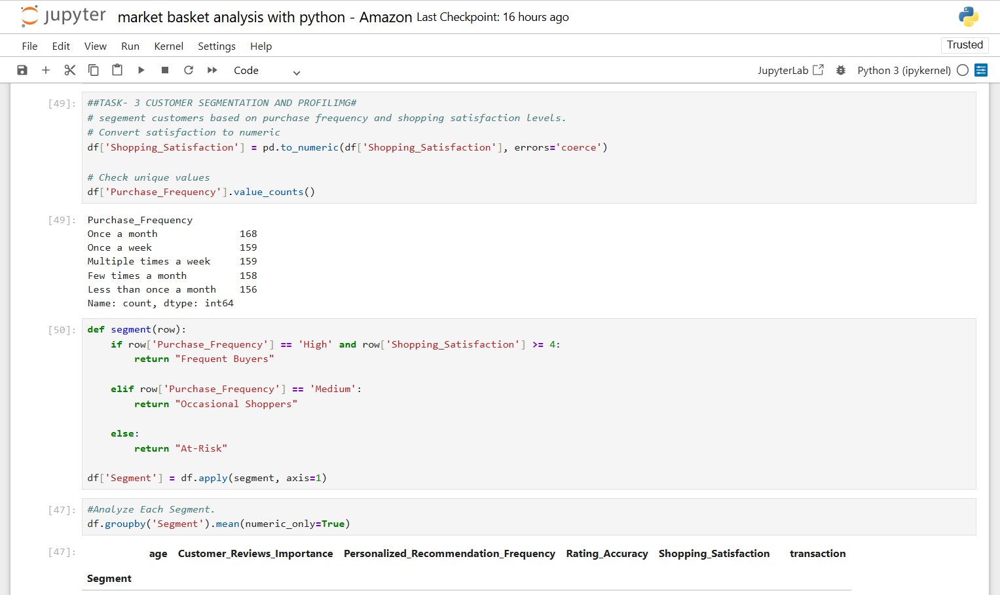 jupyter market basket analysis with python - Amazon Last Checkpoint: 16 hours ago
File Edit View Run Kernel Settings Help Trusted
Code JupyterLab Python 3 (ipykernel)
[49]: ##TASK- 3 CUSTOMER SEGMENTATION AND PROFILIMG#
# segement customers based on purchase frequency and shopping satisfaction levels.
# Convert satisfaction to numeric
df['Shopping_Satisfaction'] = pd.to_numeric(df['Shopping_Satisfaction'], errors='coerce')
# Check unique values
df['Purchase_Frequency'].value_counts()
[49]: Purchase_Frequency
Once a month 168
Once a week 159
Multiple times a week 159
Few times a month 158
Less than once a month 156
Name: count, dtype: int64
[50]: def segment(row):
if row['Purchase_Frequency'] == 'High' and row['Shopping_Satisfaction'] >= 4:
return "Frequent Buyers"
elif row['Purchase_Frequency'] == 'Medium':
return "Occasional Shoppers"
else:
return "At-Risk"
df['Segment'] = df.apply(segment, axis=1)
[47]: #Analyze Each Segment.
df.groupby('Segment').mean(numeric_only=True)
[47]: age Customer_Reviews_Importance Personalized_Recommendation_Frequency Rating_Accuracy Shopping_Satisfaction transaction
Segment